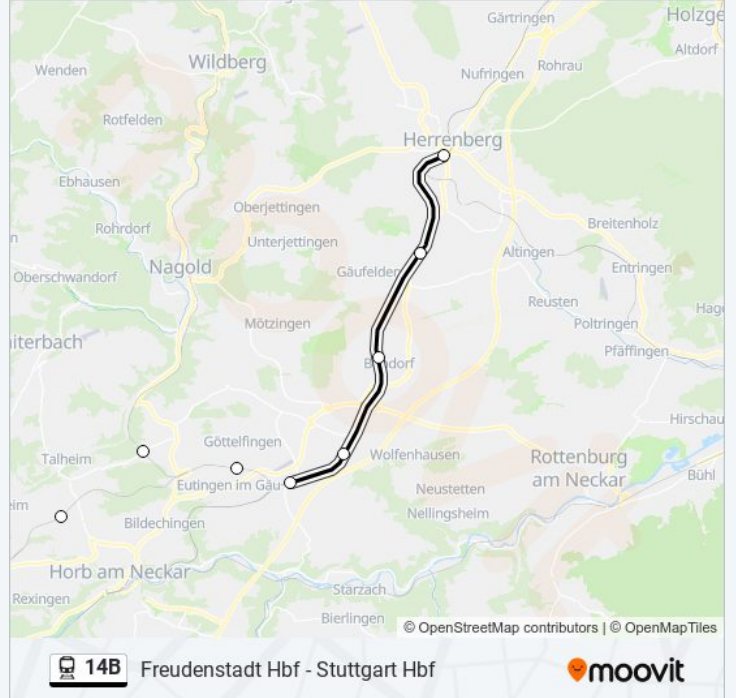 Gärtringen
Holzge
Altdorf
Wildberg
Wenden
Rohrau
Nufringen
Rotfelden
Herrenberg
Ebhausen
Oberjettingen
Breitenholz
Rohrdorf
n
Unterjettingen
Altingen
Nagold
Gäufelden
Entringen
Oberschwandorf
Reusten
Hag
Mötzingen
Poltringen
aiterbach
Pfäffingen
Hirschau
Göttelfingen
Talheim
Wolfenhausen
Rottenburg
am Neckar
Bühl
Eutingen im Gäu
Neustetten
eim
Nellingsheim
Bildechingen
Horb am Neckar
Starzach
Rexingen
Bierlingen
© OpenStreetMap contributors | © OpenMapTiles
14B Freudenstadt Hbf - Stuttgart Hbf
moovit